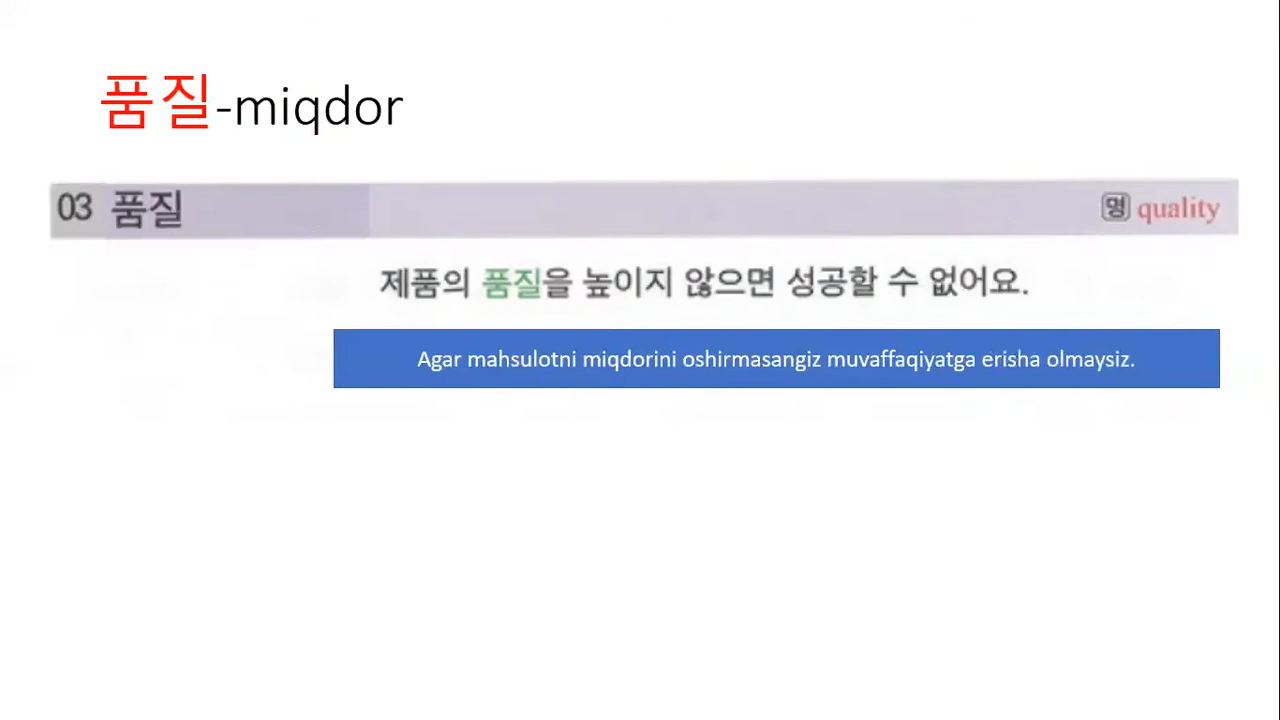 품질-miqdor
03 품질 명 quality
제품의 품질을 높이지 않으면 성공할 수 없어요.
Agar mahsulotni miqdorini oshirmasangiz muvaffaqiyatga erisha olmaysiz.